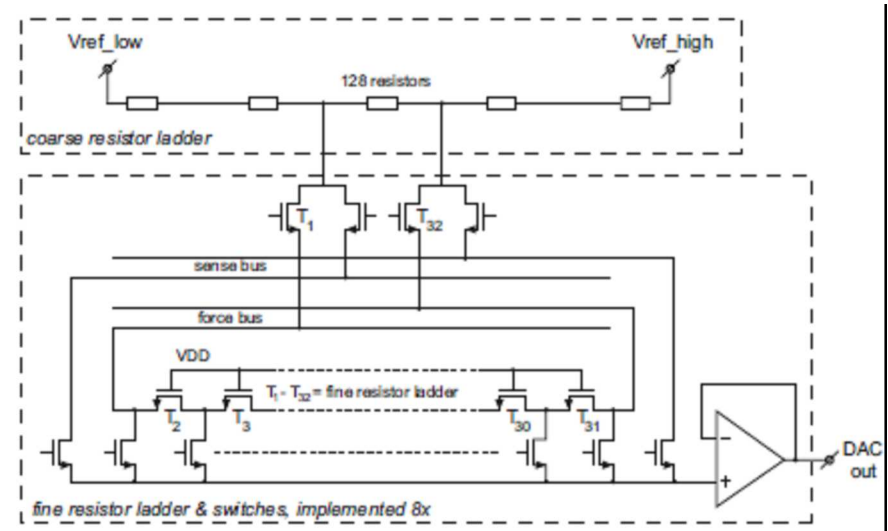 Vref_low
Vref_high
128 resistors
coarse resistor ladder
T1
T32
sense bus
force bus
VDD
T1 - T32 = fine resistor ladder
T2
T3
T30
T31
-
+
DAC
out
fine resistor ladder & switches, implemented 8x